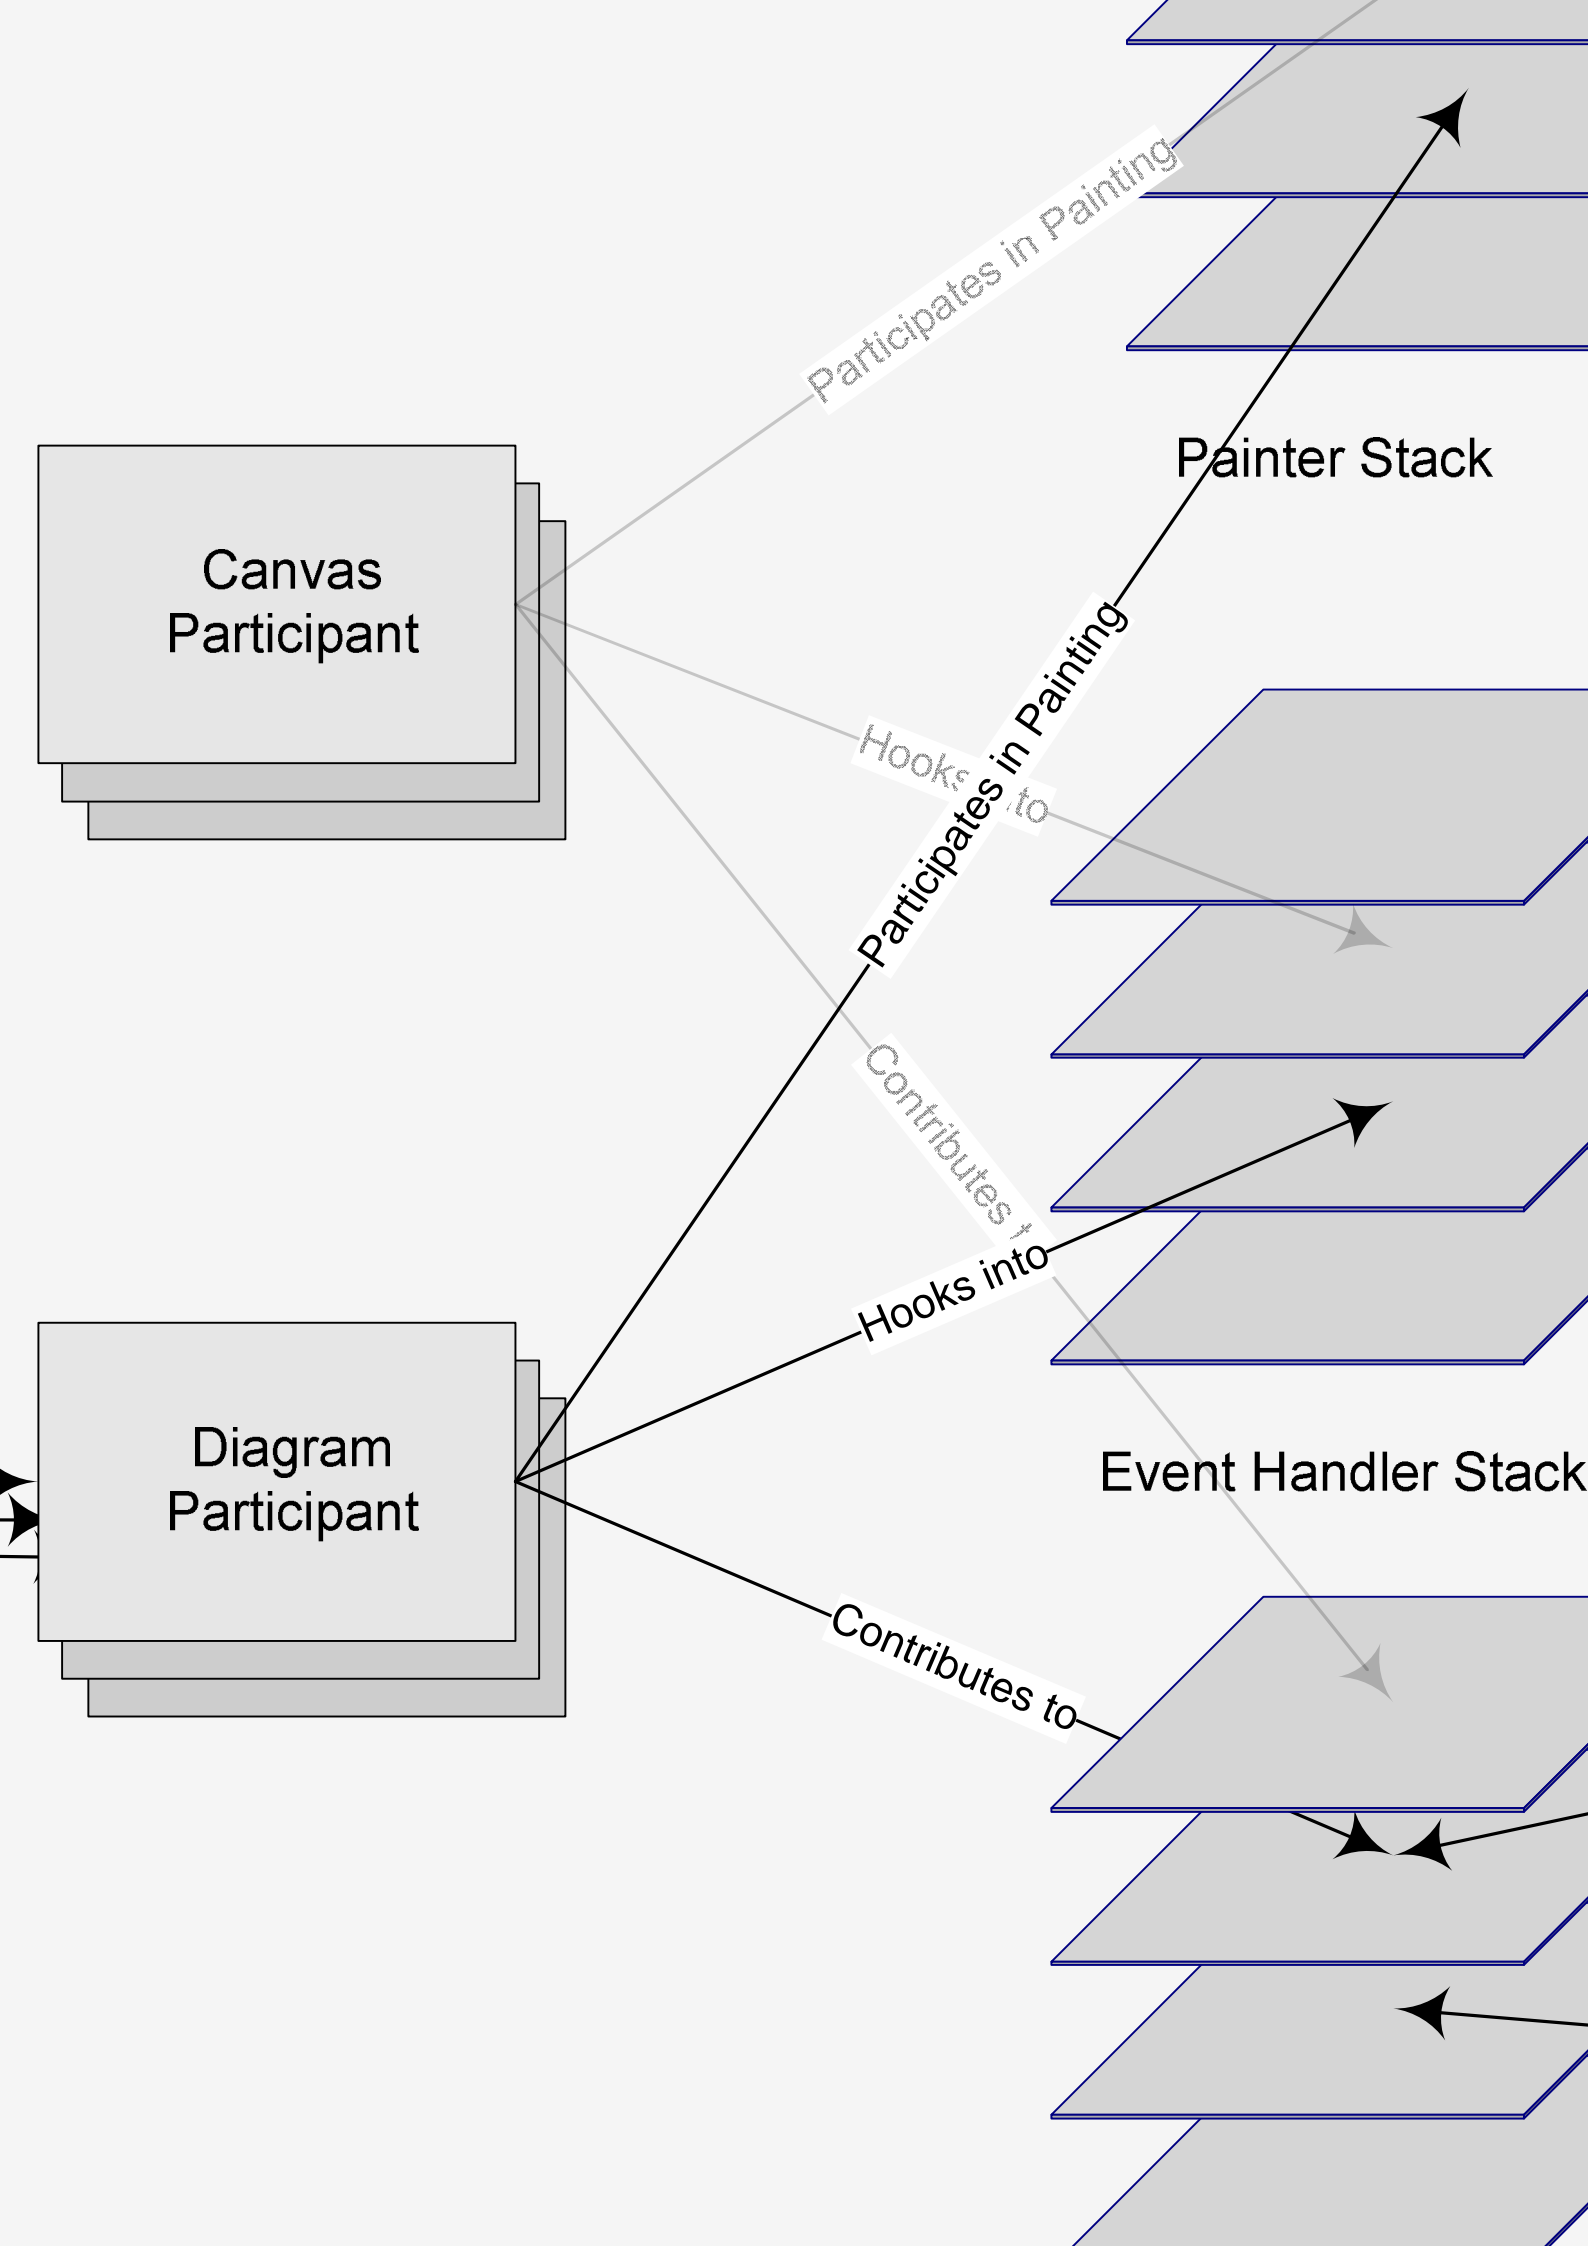 Participates in Painting
Painter Stack
Canvas
Participant
Participates in Painting
Hooks to
Contributes
Hooks into
Diagram
Participant
Event Handler Stack
Contributes to